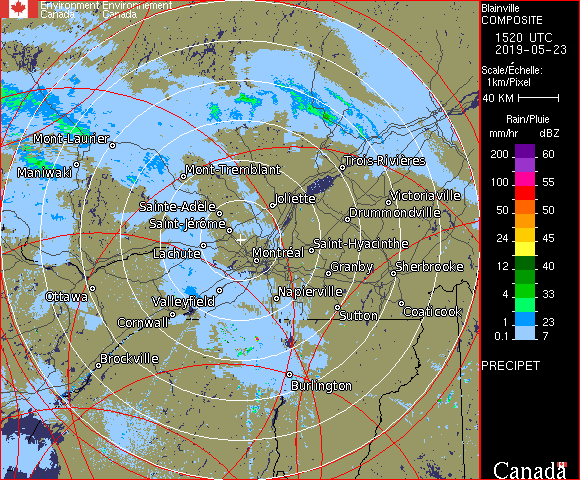 Environment Environnement
Canada Canada
Mont-Laurier
Maniwaki
Mont-Tremblant
Trois-Rivières
Sainte-Adèle
Joliette
Victoriaville
Saint-Jérôme
Drummondville
Lachute
Montréal
Saint-Hyacinthe
Granby
Sherbrooke
Ottawa
Valleyfield
Napierville
Cornwall
Sutton
Coaticook
Brockville
Burlington
Blainville
COMPOSITE
1520 UTC
2019-05-23
Scale/Échelle:
1km/Pixel
40 KM
Rain/Pluie
mm/hr dBZ
200 60
100 55
50 50
24 45
12 40
4 33
1 23
0.1 7
PRECIPET
Canada